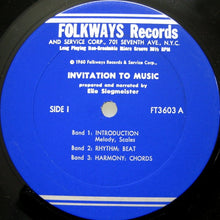 FOLKWAYS Records
AND SERVICE CORP., 701 SEVENTH AVE., N.Y.C.
Long Playing Non-Breakable Micro Groove 33⅓ RPM
© 1960 Folkways Records & Service Corp.,
INVITATION TO MUSIC
prepared and narrated by
Elie Siegmeister
SIDE I FT3603 A
Band 1: INTRODUCTION
Melody, Scales
Band 2: RHYTHM: BEAT
Band 3: HARMONY: CHORDS